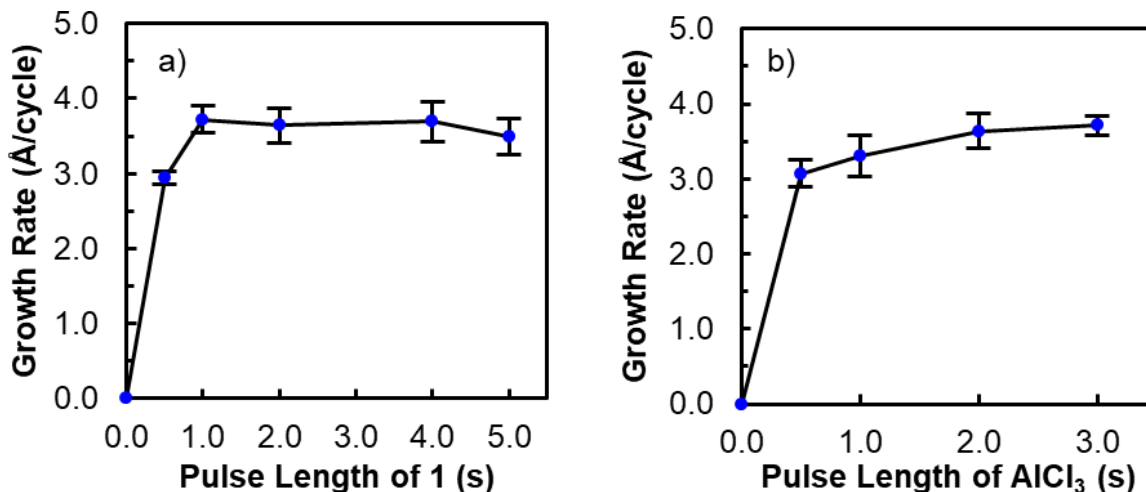 a)
Growth Rate (Å/cycle)
5.0
4.0
3.0
2.0
1.0
0.0
0.0 1.0 2.0 3.0 4.0 5.0
Pulse Length of 1 (s)
b)
Growth Rate (Å/cycle)
5.0
4.0
3.0
2.0
1.0
0.0
0.0 1.0 2.0 3.0
Pulse Length of AlCl₃ (s)